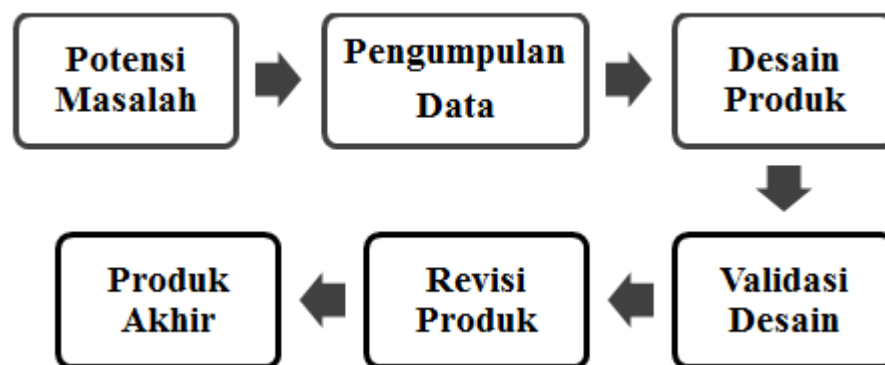 Potensi
Masalah
Pengumpulan
Data
Desain
Produk
Validasi
Desain
Revisi
Produk
Produk
Akhir